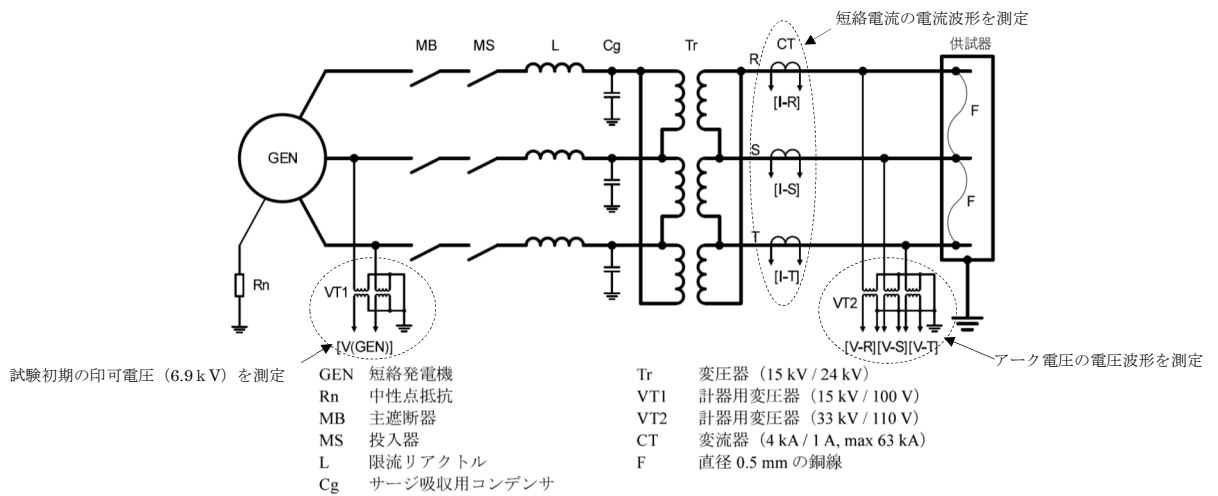 短絡電流の電流波形を測定
MB MS L Cg Tr CT 供試器
R
[I-R]
F
GEN
S
[I-S]
F
T
[I-T]
Rn
VT1
VT2
[V(GEN)]
[V-R][V-S][V-T]
試験初期の印可電圧（6.9ｋV）を測定
アーク電圧の電圧波形を測定
GEN 短絡発電機
Rn 中性点抵抗
MB 主遮断器
MS 投入器
L 限流リアクトル
Cg サージ吸収用コンデンサ
Tr 変圧器（15 kV / 24 kV）
VT1 計器用変圧器（15 kV / 100 V）
VT2 計器用変圧器（33 kV / 110 V）
CT 変流器（4 kA / 1 A, max 63 kA）
F 直径 0.5 mm の銅線